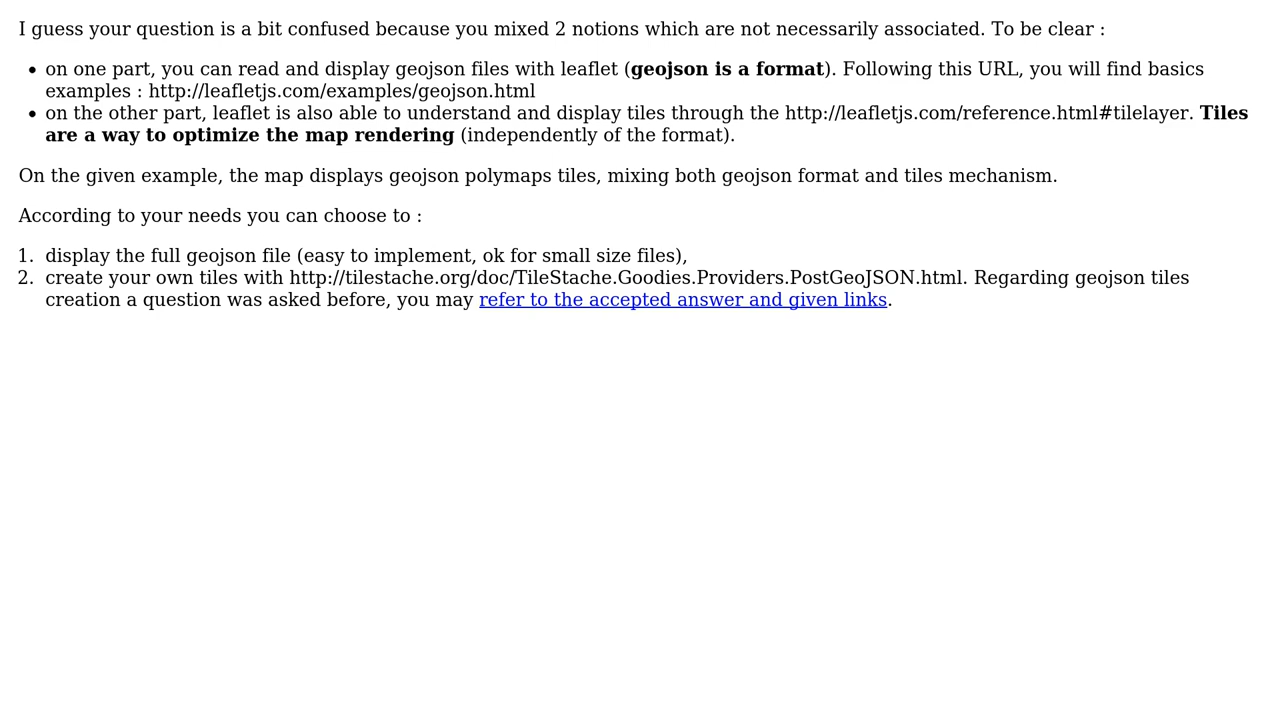 I guess your question is a bit confused because you mixed 2 notions which are not necessarily associated. To be clear :
• on one part, you can read and display geojson files with leaflet (geojson is a format). Following this URL, you will find basics
examples : http://leafletjs.com/examples/geojson.html
• on the other part, leaflet is also able to understand and display tiles through the http://leafletjs.com/reference.html#tilelayer. Tiles
are a way to optimize the map rendering (independently of the format).
On the given example, the map displays geojson polymaps tiles, mixing both geojson format and tiles mechanism.
According to your needs you can choose to :
1. display the full geojson file (easy to implement, ok for small size files),
2. create your own tiles with http://tilestache.org/doc/TileStache.Goodies.Providers.PostGeoJSON.html. Regarding geojson tiles
creation a question was asked before, you may refer to the accepted answer and given links.